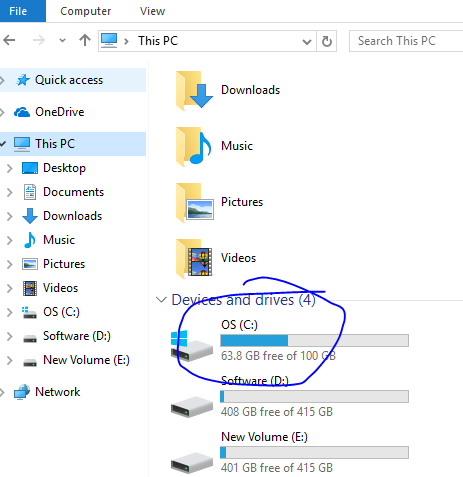 File Computer View
This PC Search This PC
Quick access
OneDrive
This PC
Desktop
Documents
Downloads
Music
Pictures
Videos
OS (C:)
Software (D:)
New Volume (E:)
Network
Downloads
Music
Pictures
Videos
Devices and drives (4)
OS (C:)
63.8 GB free of 100 GB
Software (D:)
408 GB free of 415 GB
New Volume (E:)
401 GB free of 415 GB